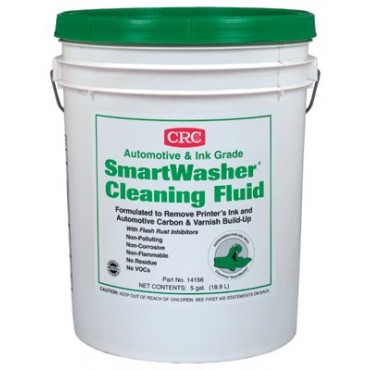 CRC
Automotive & Ink Grade
SmartWasher®
Cleaning Fluid
Formulated to Remove Printer's Ink and
Automotive Carbon & Varnish Build-Up
With Flash Rust Inhibitors
Non-Polluting
Non-Corrosive
Non-Flammable
No Residue
No VOCs
Part No. 14156
NET CONTENTS: 5 gal. (18.9 L)
CAUTION: KEEP OUT OF REACH OF CHILDREN. SEE FIRST AID STATEMENTS ON BACK.